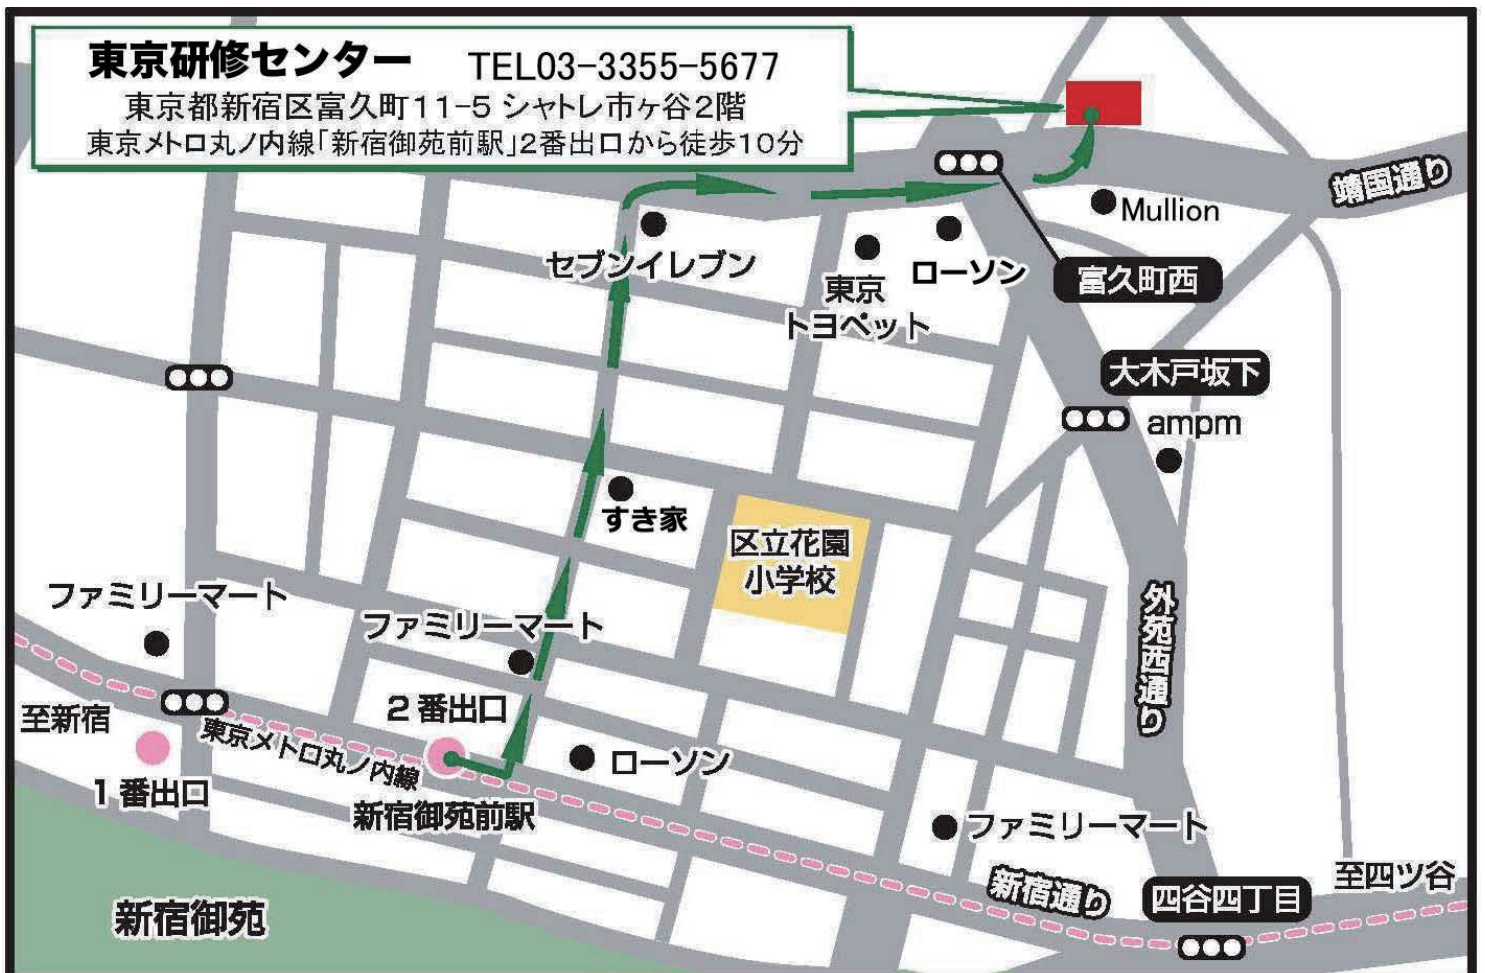 東京研修センター TEL03-3355-5677
東京都新宿区富久町11-5 シャトレ市ヶ谷2階
東京メトロ丸ノ内線「新宿御苑前駅」2番出口から徒歩10分
靖国通り
Mullion
セブンイレブン
ローソン
富久町西
東京
トヨペット
大木戸坂下
ampm
すき家
区立花園
小学校
ファミリーマート
ファミリーマート
外苑西通り
2番出口
至新宿
東京メトロ丸ノ内線
ローソン
1番出口
新宿御苑前駅
ファミリーマート
新宿通り
至四ツ谷
四谷四丁目
新宿御苑